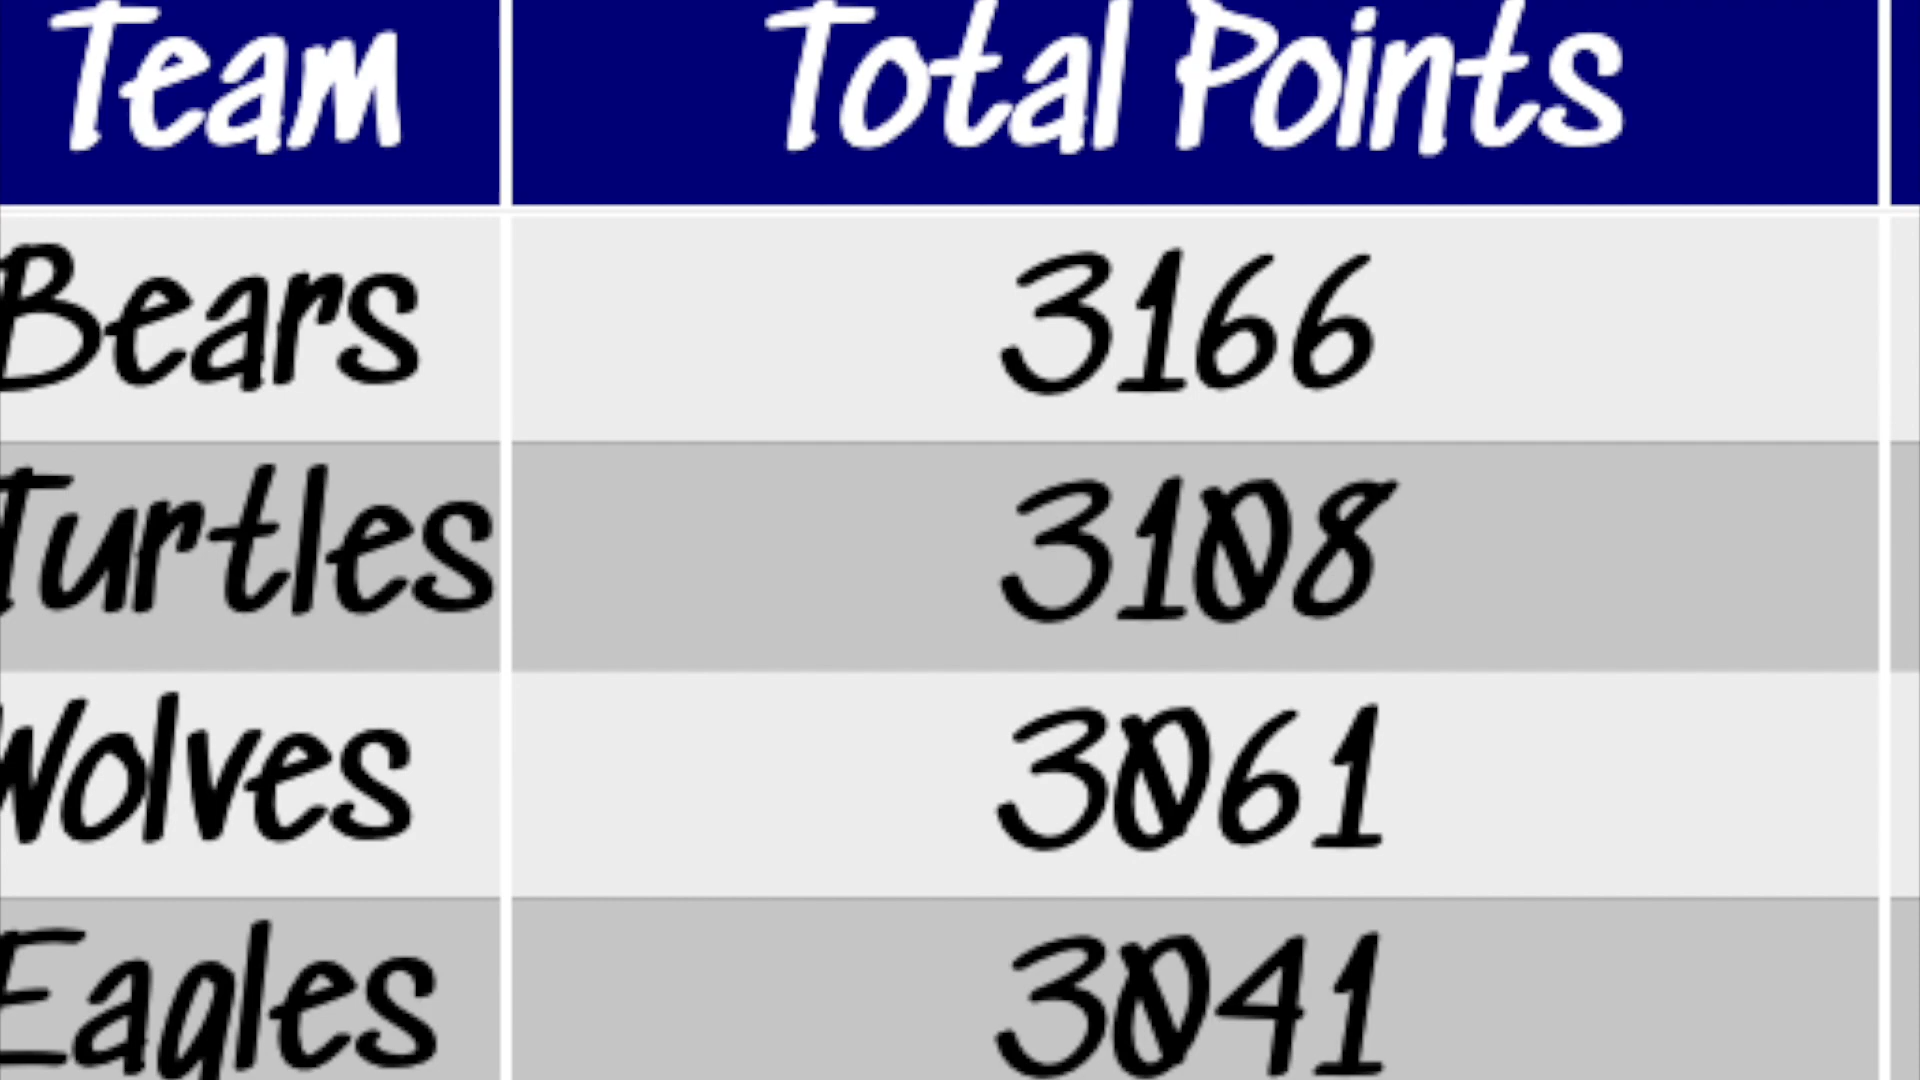 Team Total Points
Bears 3166
Turtles 3108
Wolves 3061
Eagles 3041